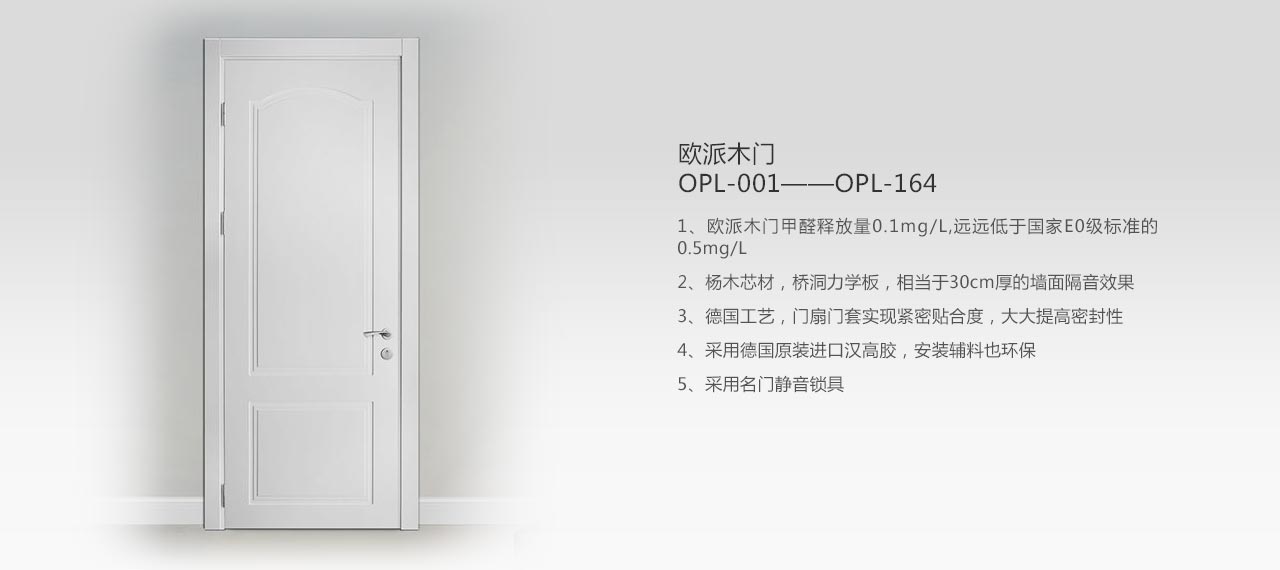 欧派木门
OPL-001——OPL-164
1、欧派木门甲醛释放量0.1mg/L,远远低于国家E0级标准的
0.5mg/L
2、杨木芯材，桥洞力学板，相当于30cm厚的墙面隔音效果
3、德国工艺，门扇门套实现紧密贴合度，大大提高密封性
4、采用德国原装进口汉高胶，安装辅料也环保
5、采用名门静音锁具